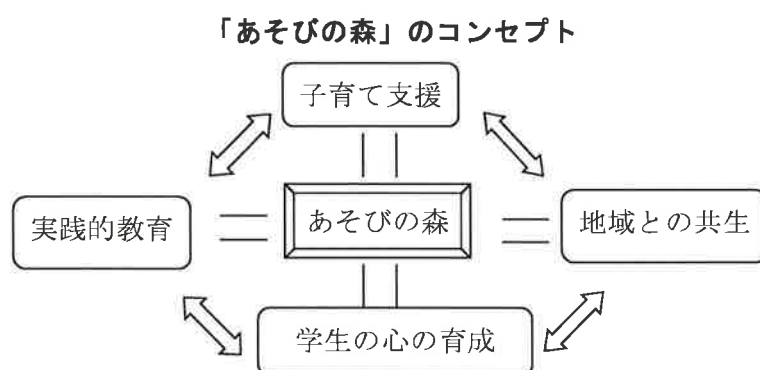 「あそびの森」のコンセプト
子育て支援
実践的教育
あそびの森
地域との共生
学生の心の育成